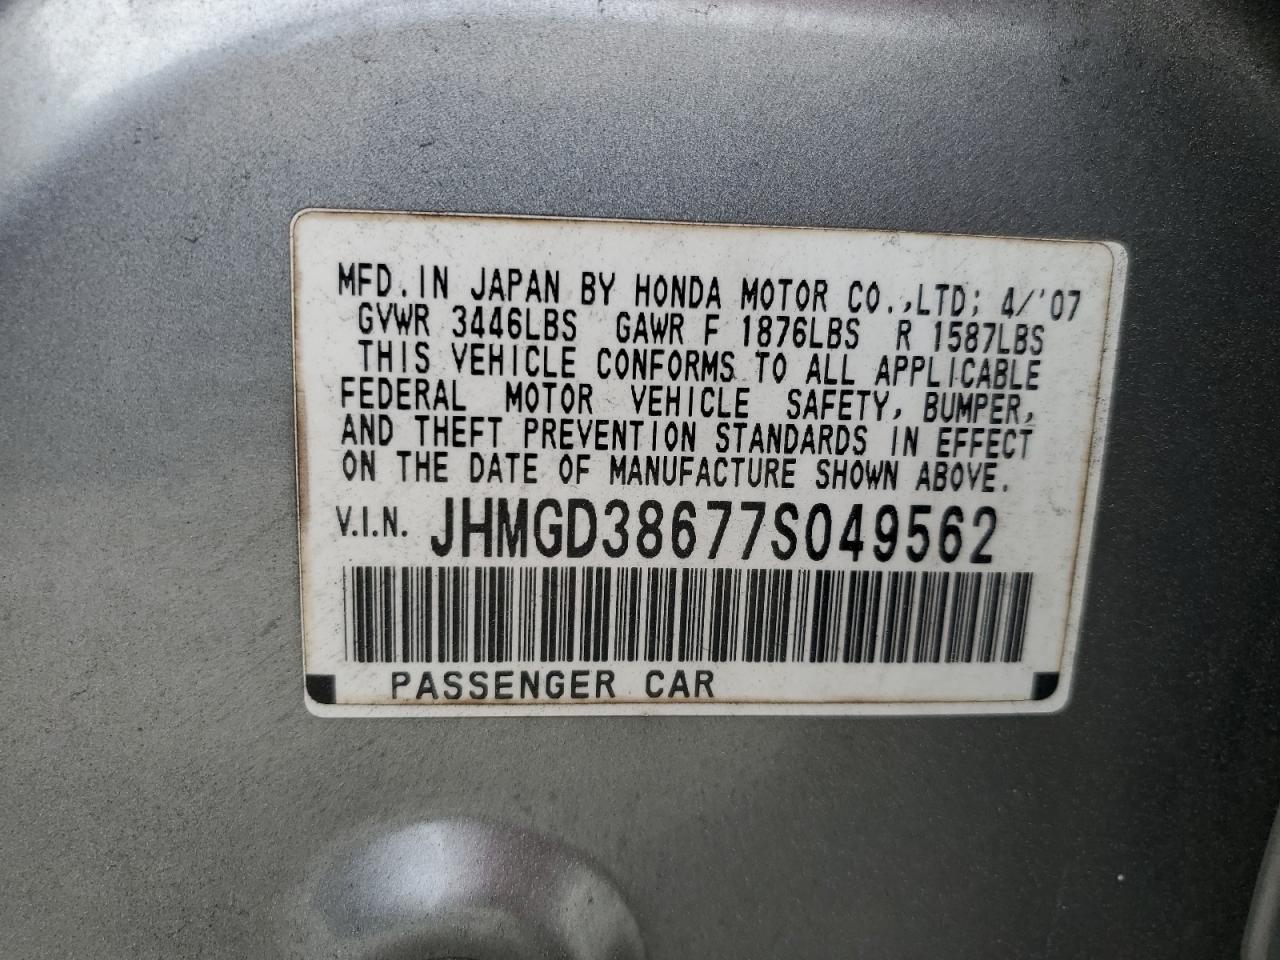 MFD. IN JAPAN BY HONDA MOTOR CO.,LTD; 4/'07
GVWR 3446LBS GAWR F 1876LBS R 1587LBS
THIS VEHICLE CONFORMS TO ALL APPLICABLE
FEDERAL MOTOR VEHICLE SAFETY, BUMPER,
AND THEFT PREVENTION STANDARDS IN EFFECT
ON THE DATE OF MANUFACTURE SHOWN ABOVE.
V.I.N. JHMGD38677S049562
PASSENGER CAR